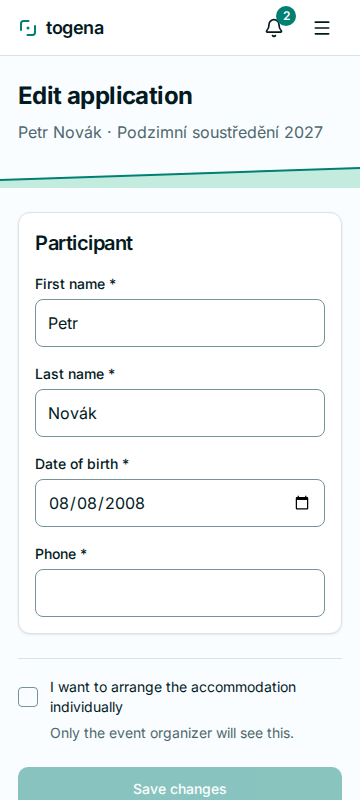 togena
2
Edit application
Petr Novák · Podzimní soustředění 2027
Participant
First name *
Petr
Last name *
Novák
Date of birth *
08/08/2008
Phone *
I want to arrange the accommodation
individually
Only the event organizer will see this.
Save changes